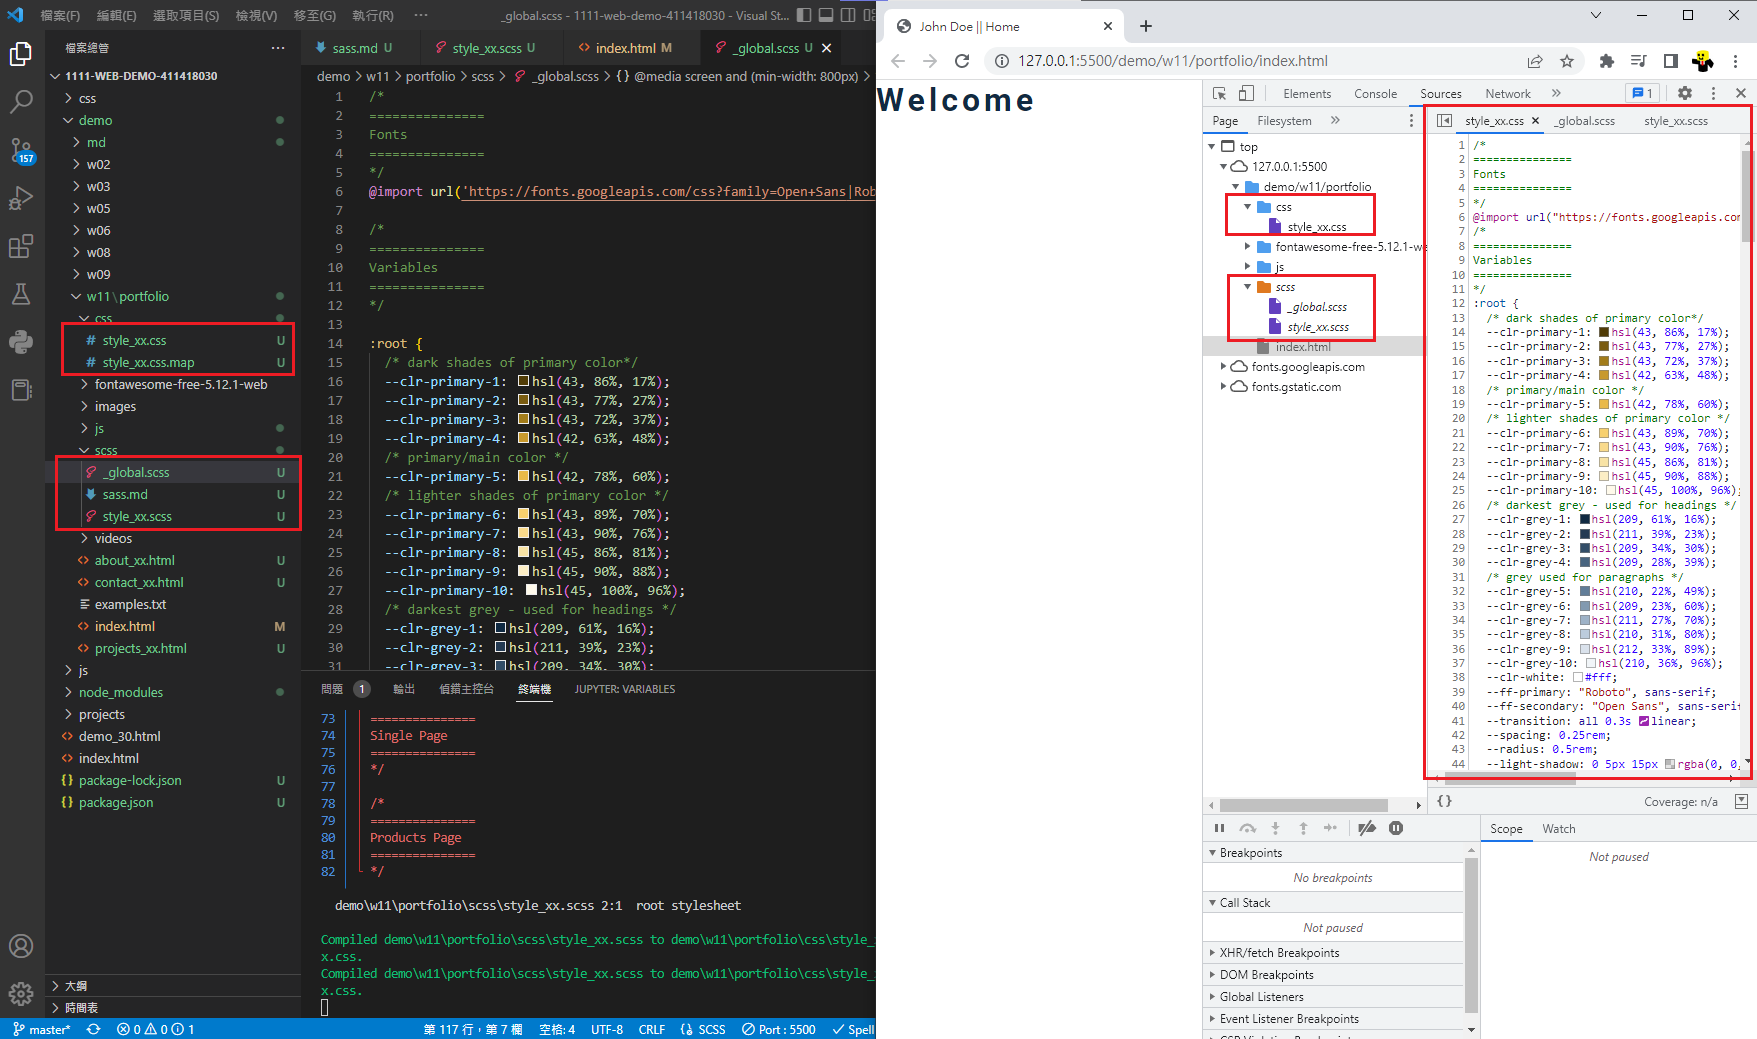 檔案(F)
編輯(E)
選取項目(S)
檢視(V)
移至(G)
執行(R)
···
_global.scss - 1111-web-demo-411418030 - Visual St...
檔案總管
···
1111-WEB-DEMO-411418030
css
demo
md
w02
w03
w05
w06
w08
w09
w11\portfolio
css
# style_xx.css U
# style_xx.css.map U
fontawesome-free-5.12.1-web
images
js
scss
_global.scss U
sass.md U
style_xx.scss U
videos
<> about_xx.html U
<> contact_xx.html U
examples.txt
<> index.html M
<> projects_xx.html U
js
node_modules
projects
<> demo_30.html
<> index.html
{} package-lock.json U
{} package.json U
大綱
時間表
157
sass.md U
style_xx.scss U
<> index.html M
_global.scss U
demo > w11 > portfolio > scss > _global.scss > {} @media screen and (min-width: 800px) >
1 /*
2 ===============
3 Fonts
4 ===============
5 */
6 @import url('https://fonts.googleapis.com/css?family=Open+Sans|Rob
7
8 /*
9 ===============
10 Variables
11 ===============
12 */
13
14 :root {
15 /* dark shades of primary color*/
16 --clr-primary-1: hsl(43, 86%, 17%);
17 --clr-primary-2: hsl(43, 77%, 27%);
18 --clr-primary-3: hsl(43, 72%, 37%);
19 --clr-primary-4: hsl(42, 63%, 48%);
20 /* primary/main color */
21 --clr-primary-5: hsl(42, 78%, 60%);
22 /* lighter shades of primary color */
23 --clr-primary-6: hsl(43, 89%, 70%);
24 --clr-primary-7: hsl(43, 90%, 76%);
25 --clr-primary-8: hsl(45, 86%, 81%);
26 --clr-primary-9: hsl(45, 90%, 88%);
27 --clr-primary-10: hsl(45, 100%, 96%);
28 /* darkest grey - used for headings */
29 --clr-grey-1: hsl(209, 61%, 16%);
30 --clr-grey-2: hsl(211, 39%, 23%);
31 --clr-grey-3: hsl(209, 34%, 30%);
問題 1
輸出
偵錯主控台
終端機
JUPYTER: VARIABLES
73 ===============
74 Single Page
75 ===============
76 */
77
78 /*
79 ===============
80 Products Page
81 ===============
82 */
demo\w11\portfolio\scss\style_xx.scss 2:1 root stylesheet
Compiled demo\w11\portfolio\scss\style_xx.scss to demo\w11\portfolio\css\style_
x.css.
Compiled demo\w11\portfolio\scss\style_xx.scss to demo\w11\portfolio\css\style_
x.css.
master*
0 0 1
第 117 行，第 7 欄
空格: 4
UTF-8
CRLF
SCSS
Port : 5500
Spell
John Doe || Home
127.0.0.1:5500/demo/w11/portfolio/index.html
Welcome
Elements
Console
Sources
Network
1
Page
Filesystem
top
127.0.0.1:5500
demo/w11/portfolio
css
style_xx.css
fontawesome-free-5.12.1-we
js
scss
_global.scss
style_xx.scss
index.html
fonts.googleapis.com
fonts.gstatic.com
style_xx.css
_global.scss
style_xx.scss
1 /*
2 ===============
3 Fonts
4 ===============
5 */
6 @import url("https://fonts.googleapis.com
7 /*
8 ===============
9 Variables
10 ===============
11 */
12 :root {
13 /* dark shades of primary color*/
14 --clr-primary-1: hsl(43, 86%, 17%);
15 --clr-primary-2: hsl(43, 77%, 27%);
16 --clr-primary-3: hsl(43, 72%, 37%);
17 --clr-primary-4: hsl(42, 63%, 48%);
18 /* primary/main color */
19 --clr-primary-5: hsl(42, 78%, 60%);
20 /* lighter shades of primary color */
21 --clr-primary-6: hsl(43, 89%, 70%);
22 --clr-primary-7: hsl(43, 90%, 76%);
23 --clr-primary-8: hsl(45, 86%, 81%);
24 --clr-primary-9: hsl(45, 90%, 88%);
25 --clr-primary-10: hsl(45, 100%, 96%);
26 /* darkest grey - used for headings */
27 --clr-grey-1: hsl(209, 61%, 16%);
28 --clr-grey-2: hsl(211, 39%, 23%);
29 --clr-grey-3: hsl(209, 34%, 30%);
30 --clr-grey-4: hsl(209, 28%, 39%);
31 /* grey used for paragraphs */
32 --clr-grey-5: hsl(210, 22%, 49%);
33 --clr-grey-6: hsl(209, 23%, 60%);
34 --clr-grey-7: hsl(211, 27%, 70%);
35 --clr-grey-8: hsl(210, 31%, 80%);
36 --clr-grey-9: hsl(212, 33%, 89%);
37 --clr-grey-10: hsl(210, 36%, 96%);
38 --clr-white: #fff;
39 --ff-primary: "Roboto", sans-serif;
40 --ff-secondary: "Open Sans", sans-serif
41 --transition: all 0.3s linear;
42 --spacing: 0.25rem;
43 --radius: 0.5rem;
44 --light-shadow: 0 5px 15px rgba(0, 0,
{}
Coverage: n/a
Breakpoints
No breakpoints
Call Stack
Not paused
XHR/fetch Breakpoints
DOM Breakpoints
Global Listeners
Event Listener Breakpoints
Scope
Watch
Not paused